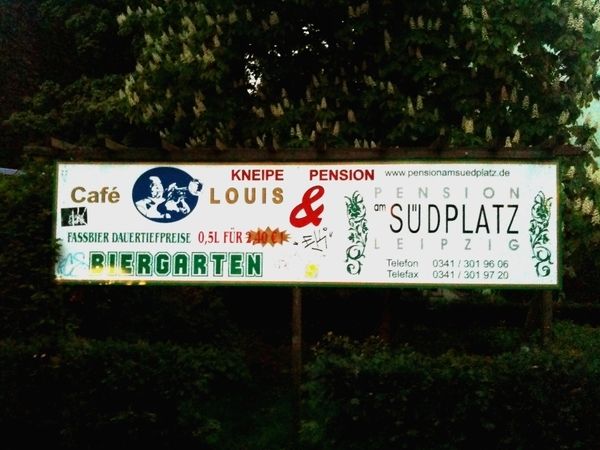 KNEIPE PENSION
Café LOUIS &
FASSBIER DAUERTIEFPREISE 0,5L FÜR
BIERGARTEN
www.pensionamsuedplatz.de
PENSION
am SÜDPLATZ
LEIPZIG
Telefon 0341 / 301 96 06
Telefax 0341 / 301 97 20